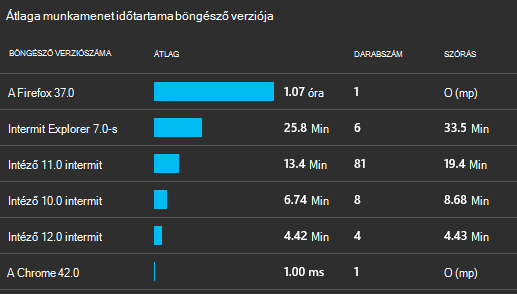 Átlaga munkamenet időtartama böngésző verziója
BÖNGÉSZŐ VERZIÓSZÁMA ÁTLAG DARABSZÁM SZÓRÁS
A Firefox 37.0 1.07 óra 1 O (mp)
Intermit Explorer 7.0-s 25.8 Min 6 33.5 Min
Intéző 11.0 intermit 13.4 Min 81 19.4 Min
Intéző 10.0 intermit 6.74 Min 8 8.68 Min
Intéző 12.0 intermit 4.42 Min 4 4.43 Min
A Chrome 42.0 1.00 ms 1 O (mp)